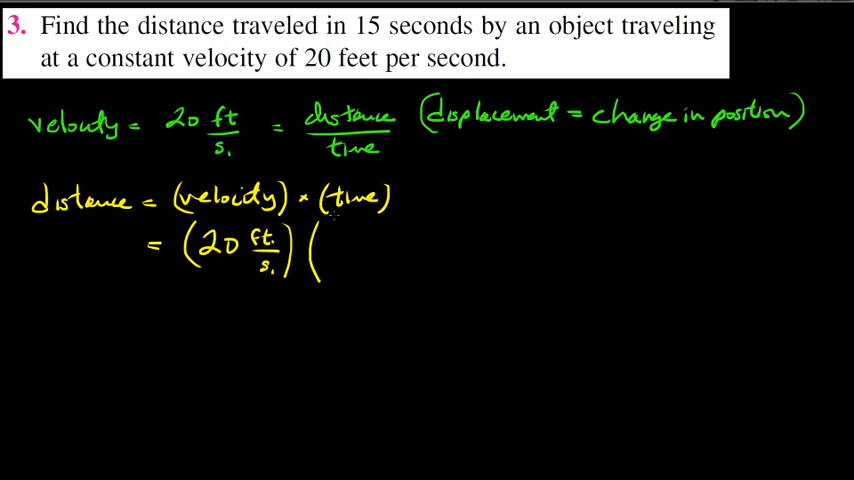 3. Find the distance traveled in 15 seconds by an object traveling
at a constant velocity of 20 feet per second.
velocity = 20 ft/s. = distance/time (displacement = change in position)
distance = (velocity) × (time)
= (20 ft./s.) (